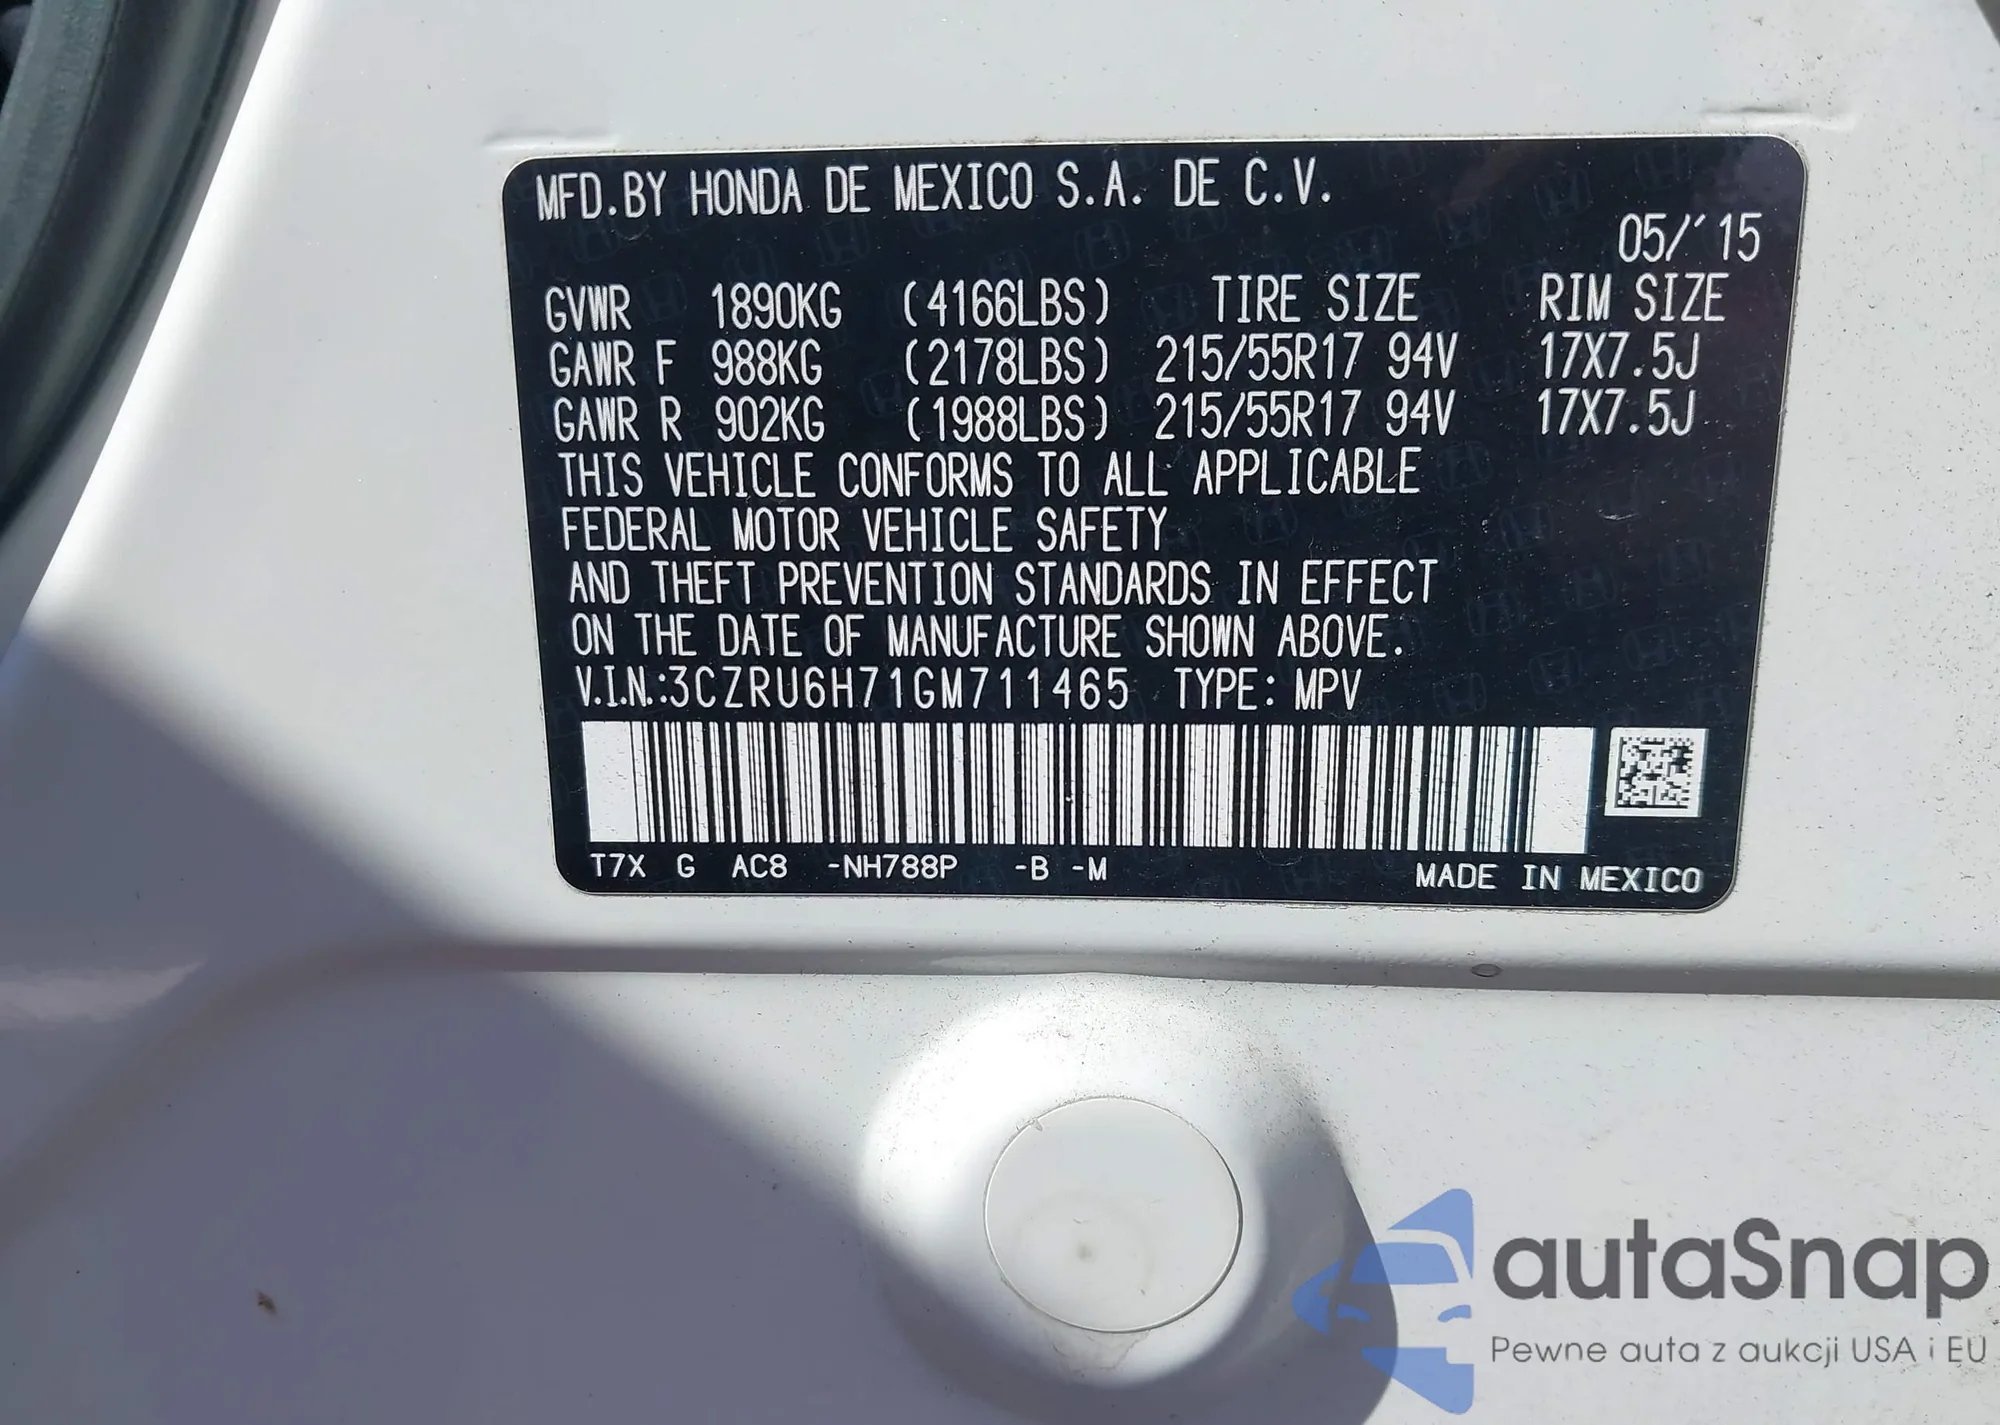 MFD.BY HONDA DE MEXICO S.A. DE C.V.
05/'15
GVWR 1890KG (4166LBS) TIRE SIZE RIM SIZE
GAWR F 988KG (2178LBS) 215/55R17 94V 17X7.5J
GAWR R 902KG (1988LBS) 215/55R17 94V 17X7.5J
THIS VEHICLE CONFORMS TO ALL APPLICABLE
FEDERAL MOTOR VEHICLE SAFETY
AND THEFT PREVENTION STANDARDS IN EFFECT
ON THE DATE OF MANUFACTURE SHOWN ABOVE.
V.I.N.:3CZRU6H71GM711465 TYPE: MPV
T7X G AC8 -NH788P -B -M MADE IN MEXICO
autaSnap
Pewne auta z aukcji USA i EU